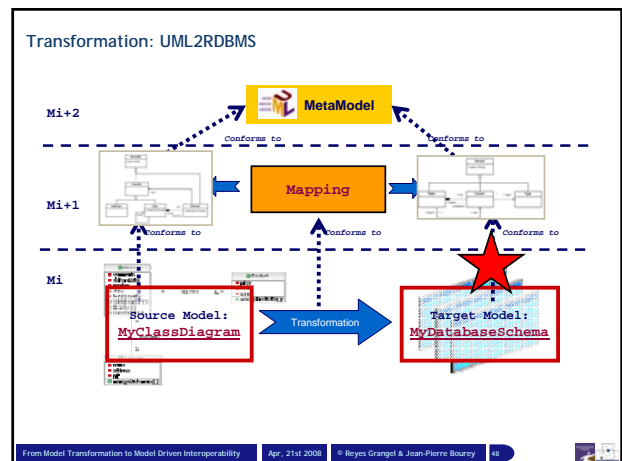 Transformation: UML2RDBMS
Mi+2
MetaModel
Conforms to
Conforms to
Mi+1
Mapping
Conforms to
Conforms to
Conforms to
Mi
Source Model:
MyClassDiagram
Transformation
Target Model:
MyDatabaseSchema
From Model Transformation to Model Driven Interoperability
Apr, 21st 2008
© Reyes Grangel & Jean-Pierre Bourey
48